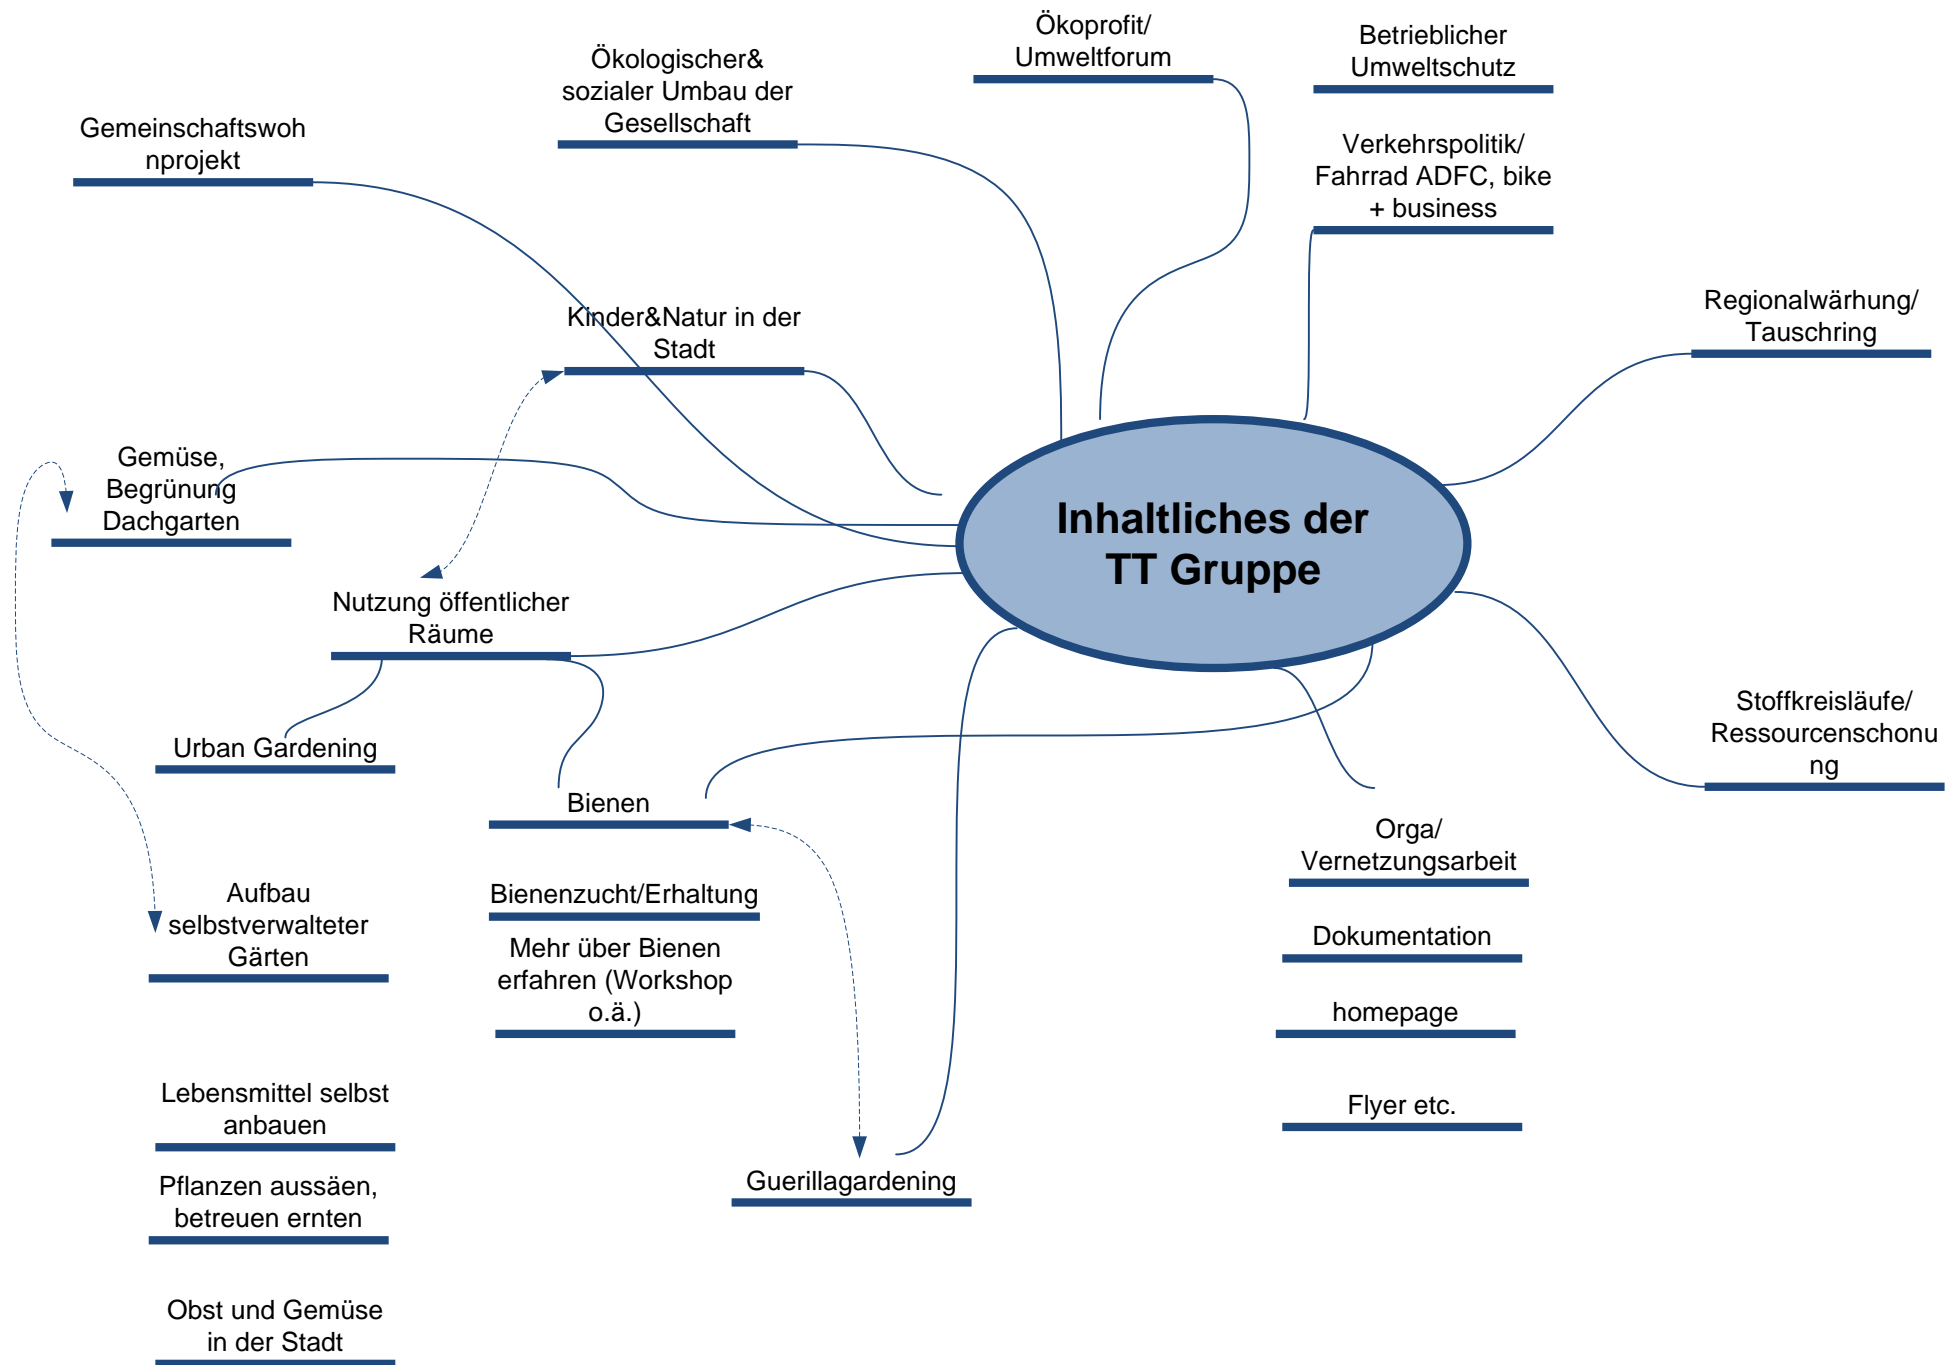 Ökoprofit/
Umweltforum
Betrieblicher
Umweltschutz
Ökologischer&
sozialer Umbau der
Gesellschaft
Gemeinschaftswoh
nprojekt
Verkehrspolitik/
Fahrrad ADFC, bike
+ business
Regionalwärhung/
Tauschring
Kinder&Natur in der
Stadt
Gemüse,
Begrünung
Dachgarten
Inhaltliches der
TT Gruppe
Nutzung öffentlicher
Räume
Urban Gardening
Bienen
Stoffkreisläufe/
Ressourcenschonu
ng
Orga/
Vernetzungsarbeit
Aufbau
selbstverwalteter
Gärten
Bienenzucht/Erhaltung
Mehr über Bienen
erfahren (Workshop
o.ä.)
Dokumentation
homepage
Flyer etc.
Lebensmittel selbst
anbauen
Pflanzen aussäen,
betreuen ernten
Guerillagardening
Obst und Gemüse
in der Stadt